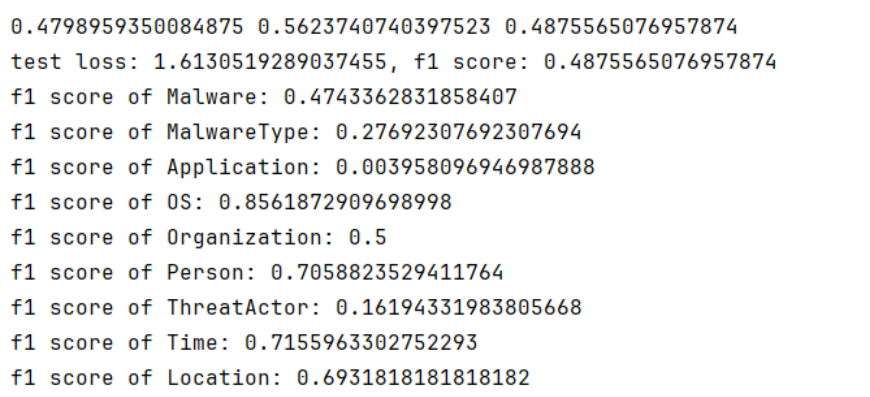 0.4798959350084875 0.5623740740397523 0.4875565076957874
test loss: 1.6130519289037455, f1 score: 0.4875565076957874
f1 score of Malware: 0.4743362831858407
f1 score of MalwareType: 0.27692307692307694
f1 score of Application: 0.003958096946987888
f1 score of OS: 0.8561872909698998
f1 score of Organization: 0.5
f1 score of Person: 0.7058823529411764
f1 score of ThreatActor: 0.16194331983805668
f1 score of Time: 0.7155963302752293
f1 score of Location: 0.6931818181818182